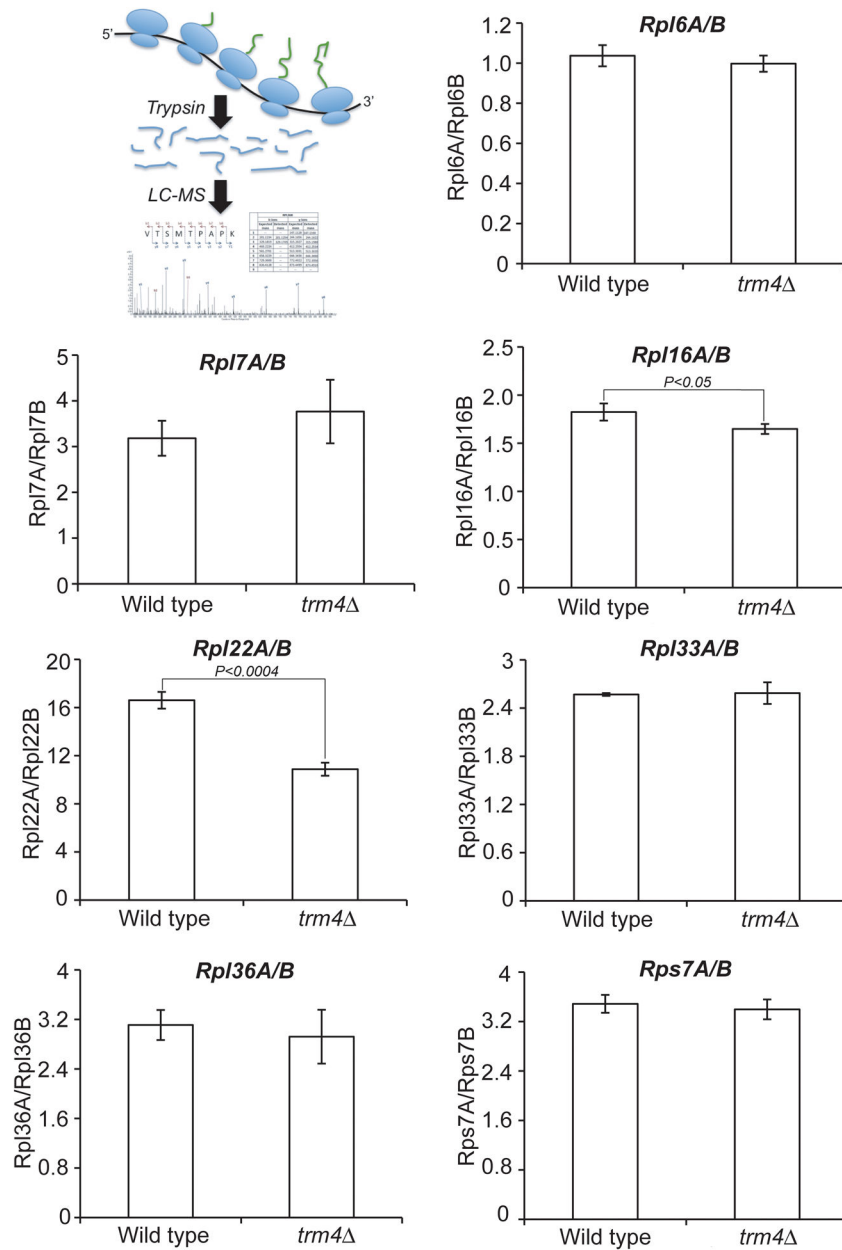 5'
3'
Trypsin
LC-MS
V T S M T P A P K
Rpl6A/B
Rpl6A/Rpl6B
1.2
1.0
0.8
0.6
0.4
0.2
0
Wild type
trm4Δ
Rpl7A/B
Rpl7A/Rpl7B
5
4
3
2
1
0
Wild type
trm4Δ
Rpl16A/B
P<0.05
Rpl16A/Rpl16B
2.5
2.0
1.5
1.0
0.5
0
Wild type
trm4Δ
Rpl22A/B
P<0.0004
Rpl22A/Rpl22B
20
16
12
8
4
0
Wild type
trm4Δ
Rpl33A/B
Rpl33A/Rpl33B
3
2.4
1.8
1.2
0.6
0
Wild type
trm4Δ
Rpl36A/B
Rpl36A/Rpl36B
4
3.2
2.4
1.6
0.8
0
Wild type
trm4Δ
Rps7A/B
Rps7A/Rps7B
4
3.2
2.4
1.6
0.8
0
Wild type
trm4Δ